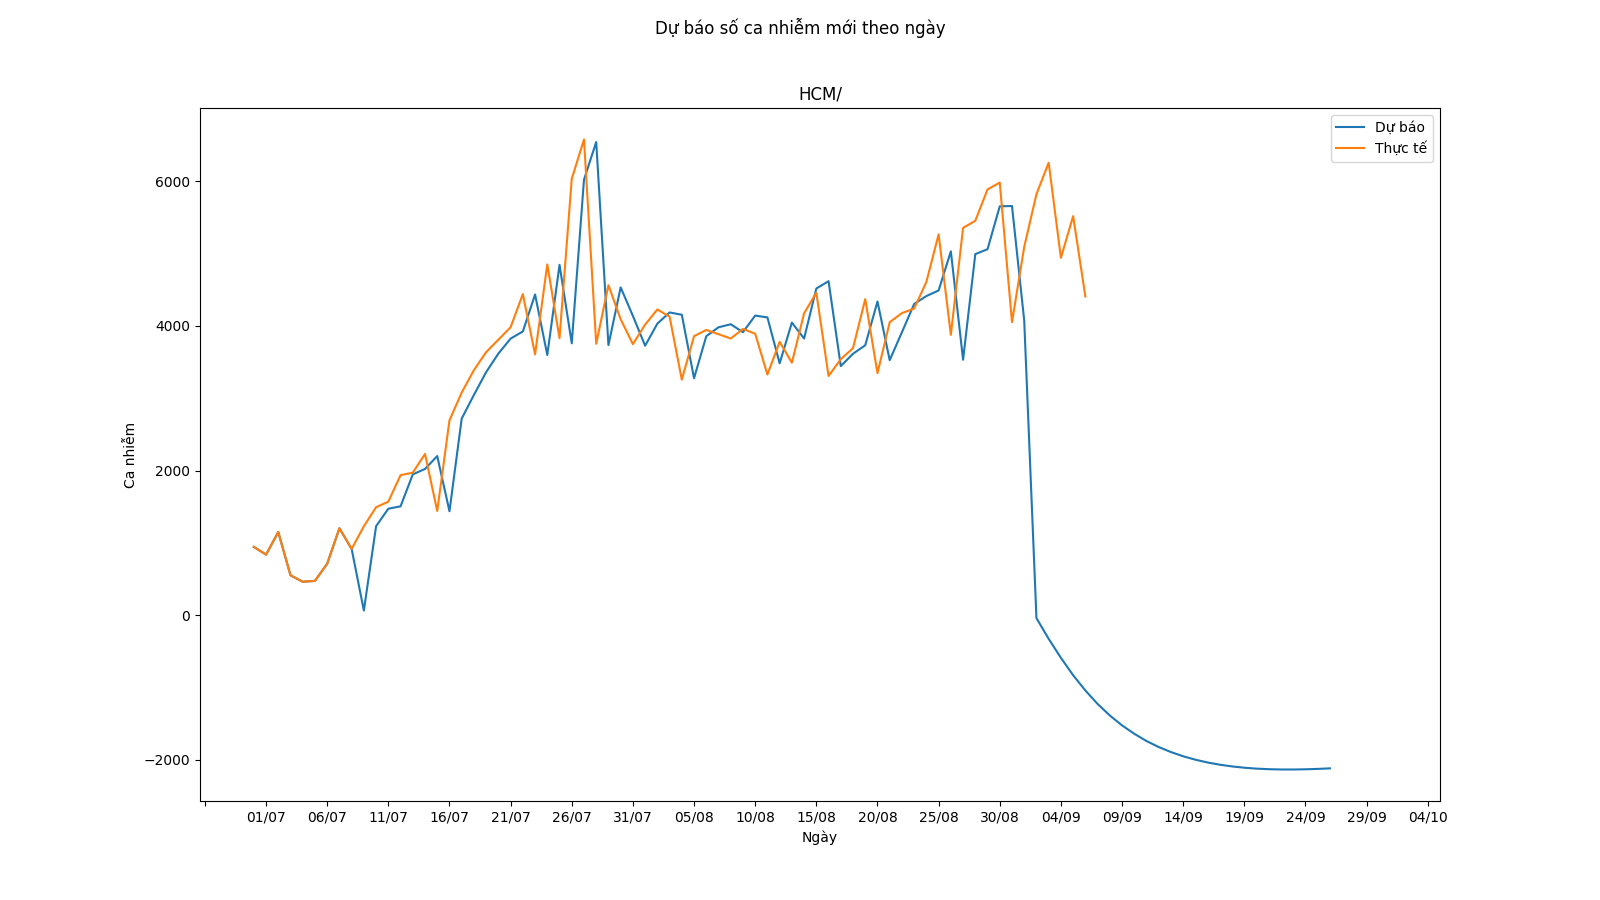 Dự báo số ca nhiễm mới theo ngày
HCM/
Dự báo
Thực tế
6000
4000
2000
0
−2000
Ca nhiễm
01/07 06/07 11/07 16/07 21/07 26/07 31/07 05/08 10/08 15/08 20/08 25/08 30/08 04/09 09/09 14/09 19/09 24/09 29/09 04/10
Ngày